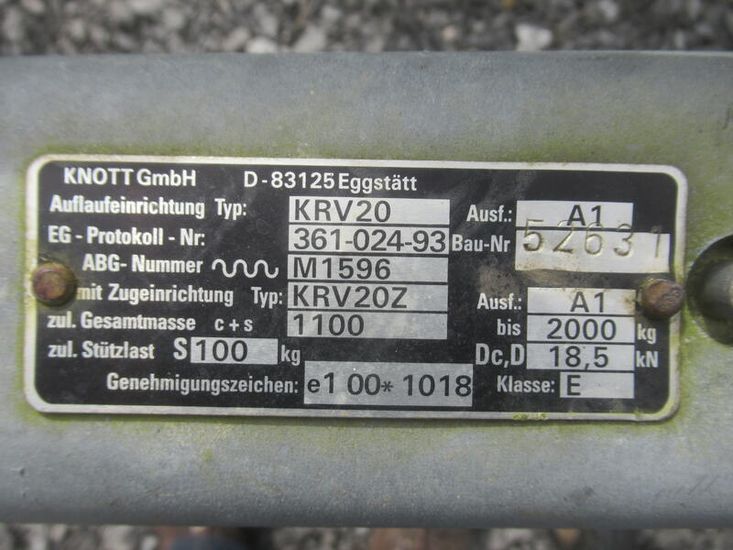 KNOTT GmbH D-83125 Eggstätt
Auflaufeinrichtung Typ: KRV20 Ausf.: A1
EG-Protokoll-Nr: 361-024-93 Bau-Nr 52631
ABG-Nummer M1596
mit Zugeinrichtung Typ: KRV20Z Ausf.: A1
zul. Gesamtmasse c+s 1100 bis 2000 kg
zul. Stützlast S 100 kg Dc,D 18,5 kN
Genehmigungszeichen: e1 00* 1018 Klasse: E